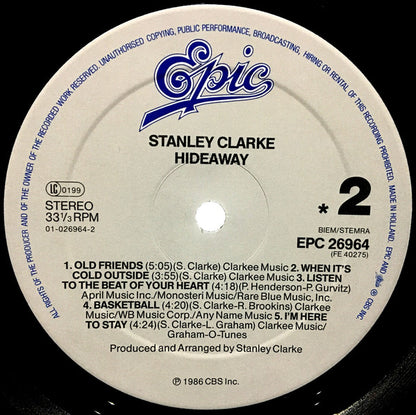 UNAUTHORISED COPYING, PUBLIC PERFORMANCE, BROADCASTING, HIRING OR RENTAL OF THIS RECORDING PROHIBITED. MADE IN HOLLAND. EPIC AND
ARE CBS INC.
ALL RIGHTS OF THE PRODUCER AND OF THE OWNER OF THE RECORDED WORK RESERVED.
Epic
STANLEY CLARKE
HIDEAWAY
LC 0199
STEREO
33 1/3 RPM
01-026964-2
* 2
BIEM/STEMRA
EPC 26964
(FE 40275)
1. OLD FRIENDS (5:05)(S. Clarke) Clarkee Music 2. WHEN IT'S
COLD OUTSIDE (3:55)(S. Clarke) Clarkee Music 3. LISTEN
TO THE BEAT OF YOUR HEART (4:18)(P. Henderson-P. Gurvitz)
April Music Inc./Monosteri Music/Rare Blue Music, Inc.
4. BASKETBALL (4:20)(S. Clarke-R. Brookins) Clarkee
Music/WB Music Corp./Any Name Music 5. I'M HERE
TO STAY (4:24)(S. Clarke-L. Graham) Clarkee Music/
Graham-O-Tunes
Produced and Arranged by Stanley Clarke
℗ 1986 CBS Inc.